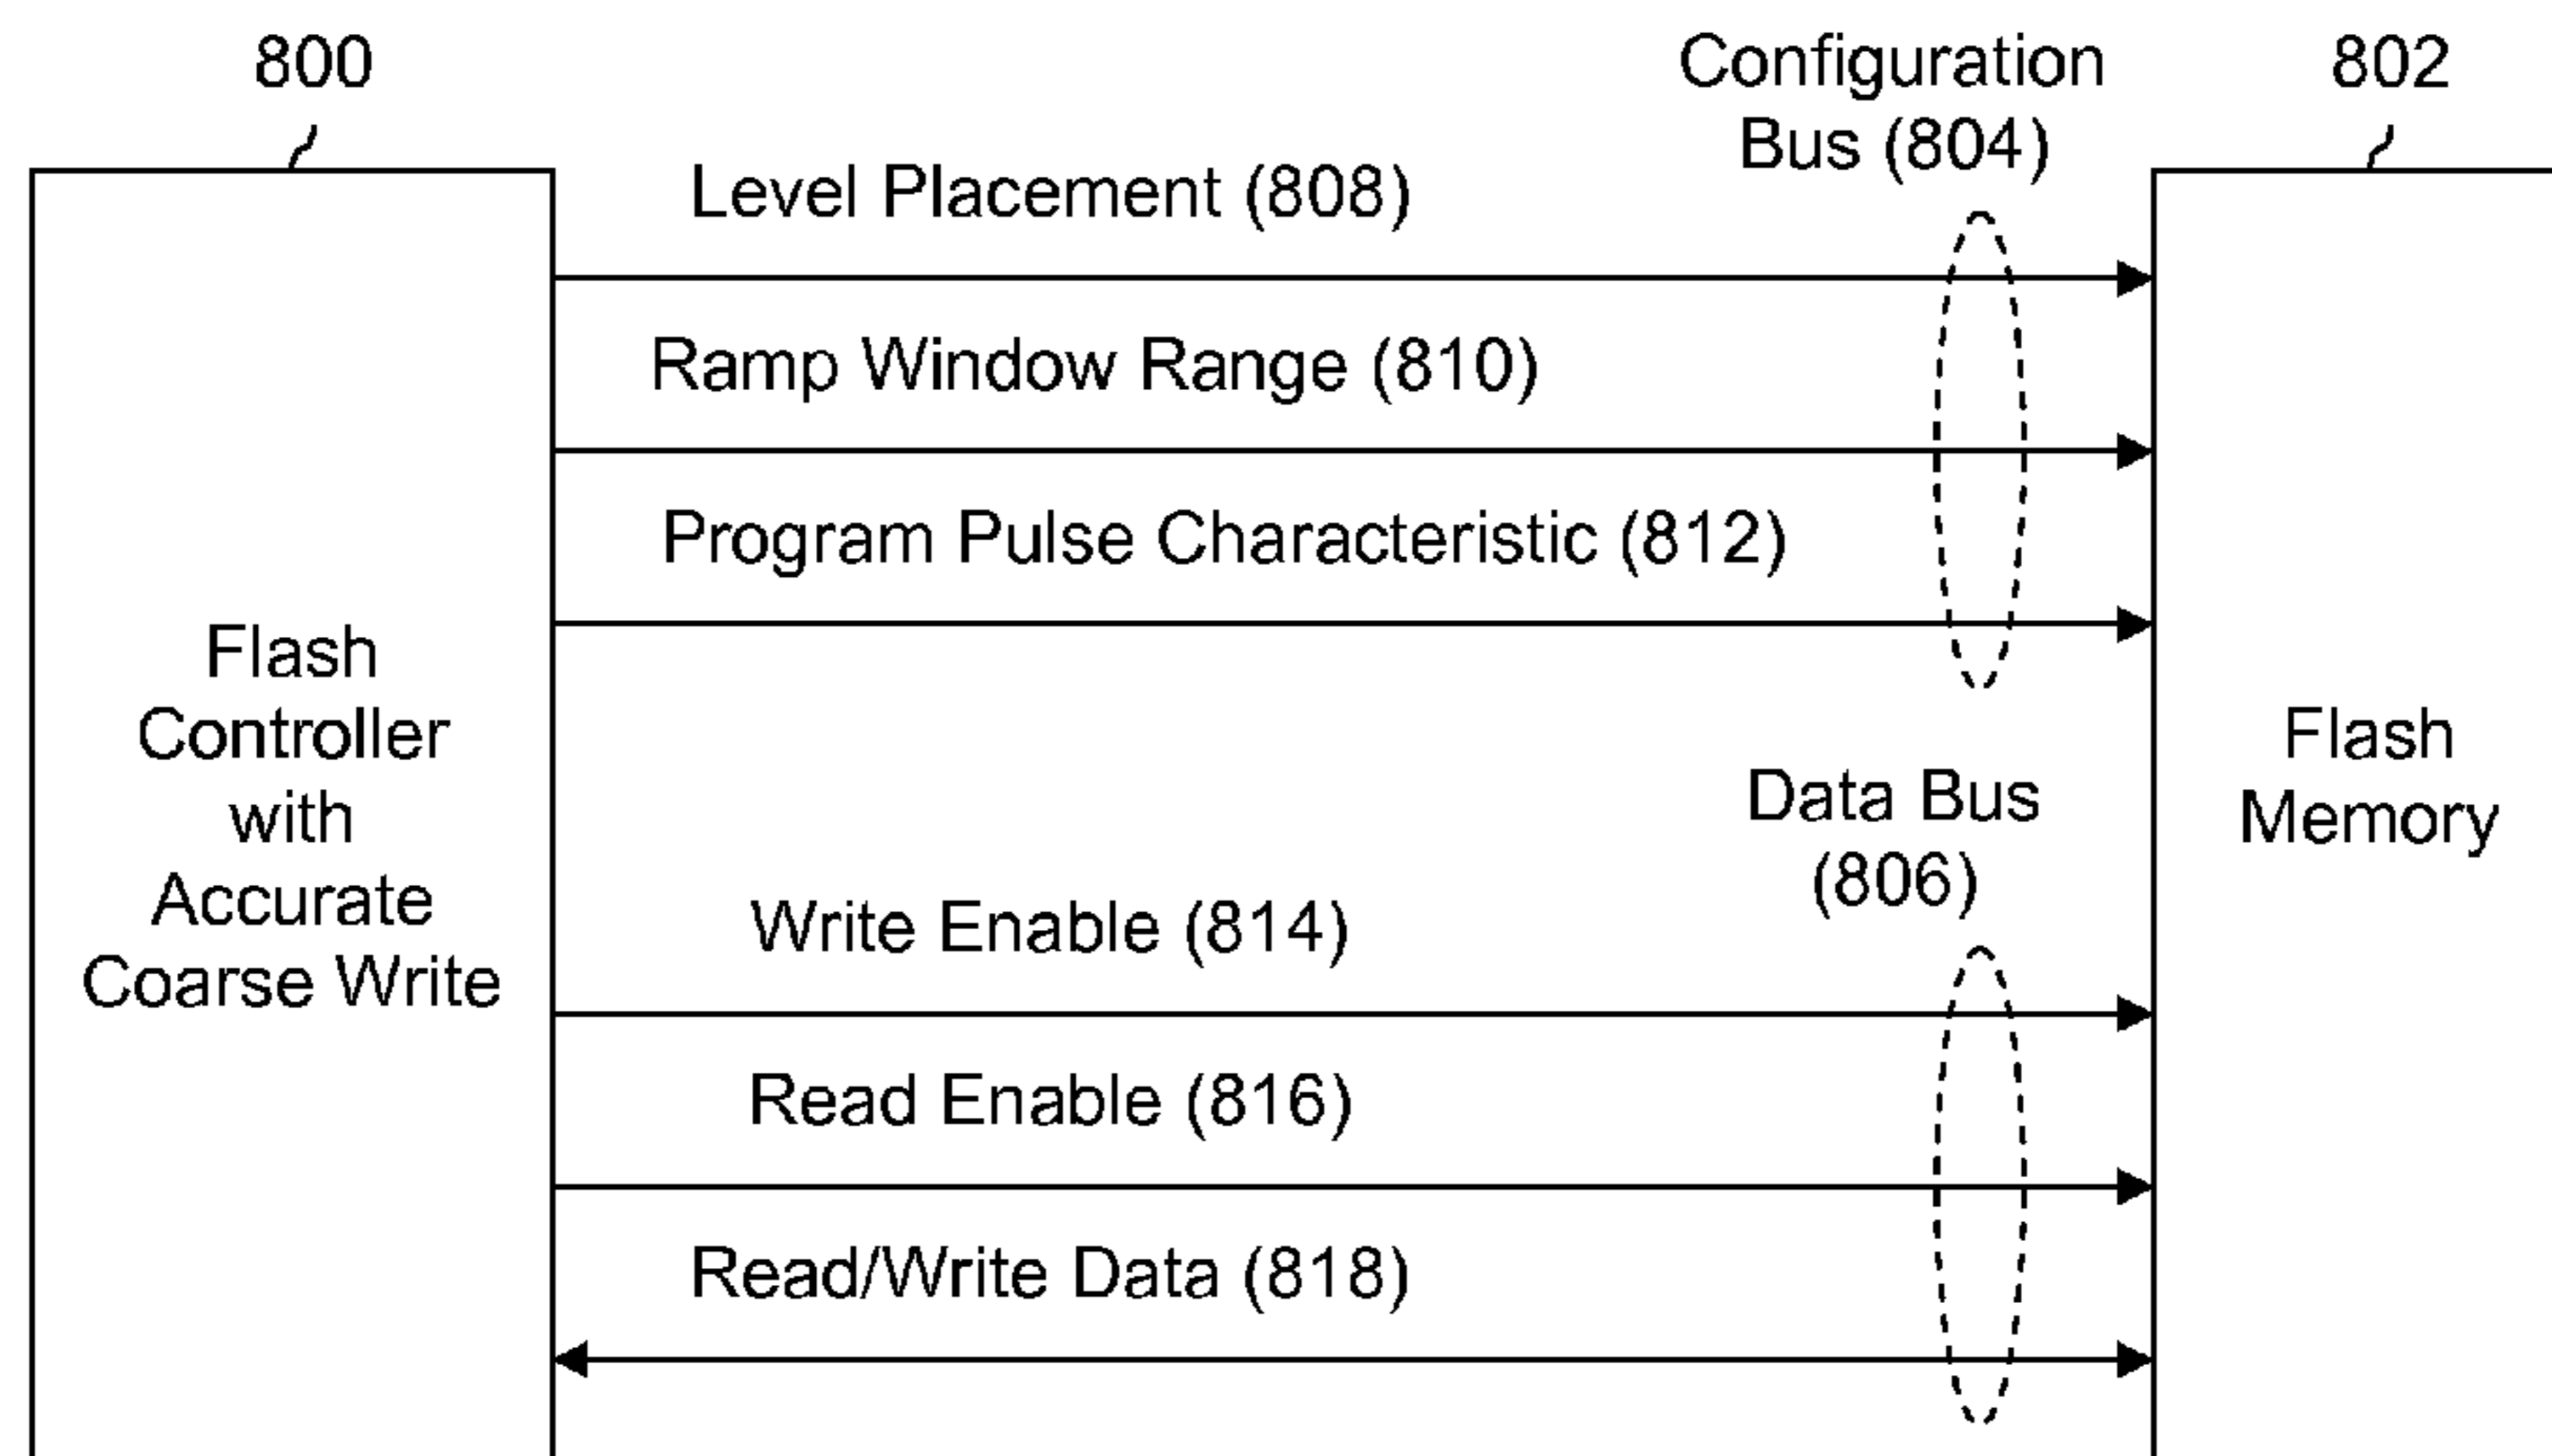 800
Configuration
Bus (804)
802
Level Placement (808)
Ramp Window Range (810)
Program Pulse Characteristic (812)
Flash
Controller
with
Accurate
Coarse Write
Flash
Memory
Data Bus
(806)
Write Enable (814)
Read Enable (816)
Read/Write Data (818)